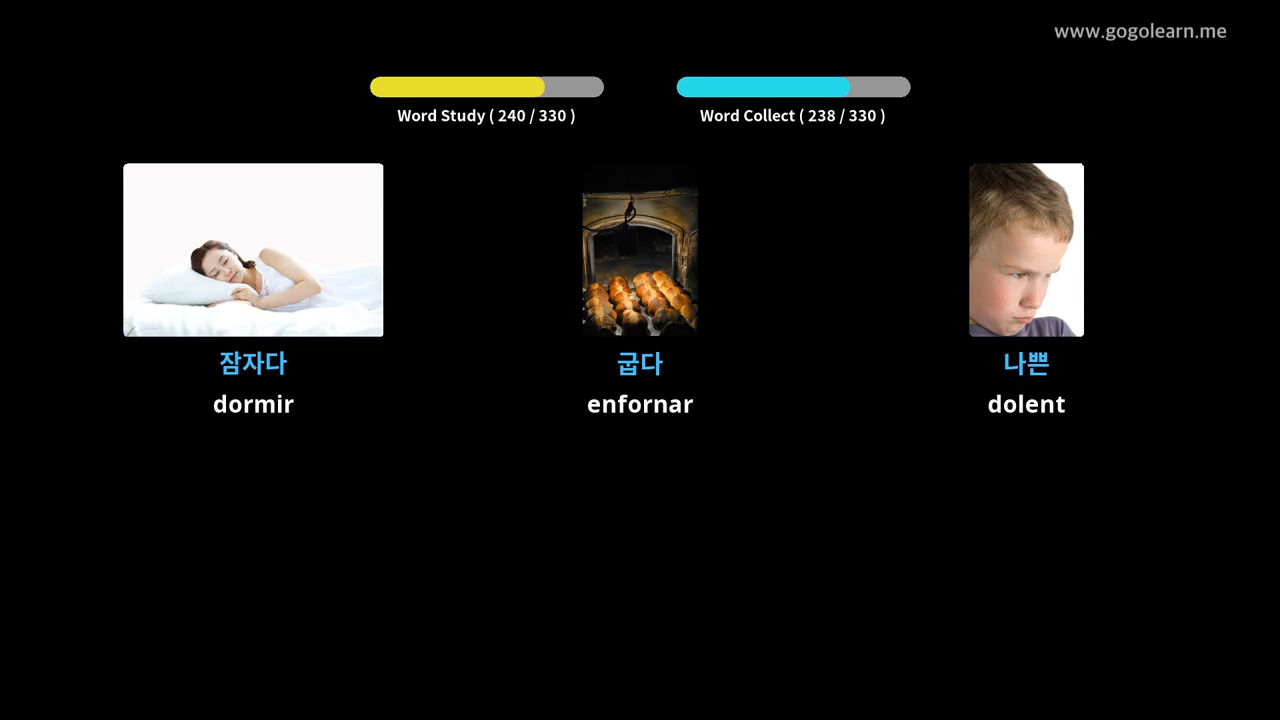 www.gogolearn.me
Word Study ( 240 / 330 )
Word Collect ( 238 / 330 )
잠자다
굽다
나쁜
dormir
enfornar
dolent